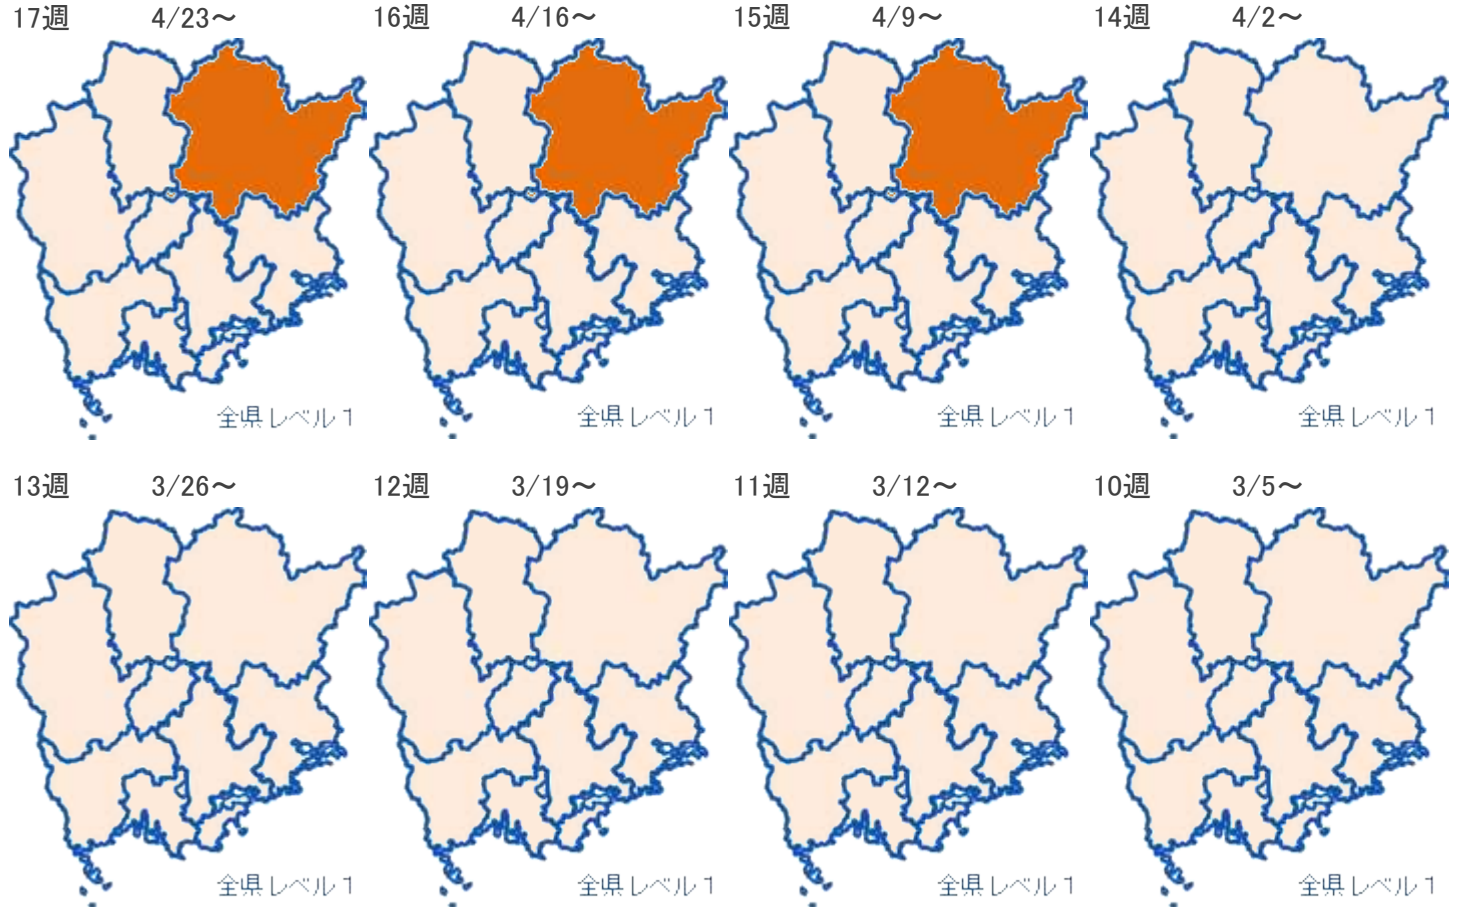 17週 4/23～
16週 4/16～
15週 4/9～
14週 4/2～
全県レベル1
全県レベル1
全県レベル1
全県レベル1
13週 3/26～
12週 3/19～
11週 3/12～
10週 3/5～
全県レベル1
全県レベル1
全県レベル1
全県レベル1